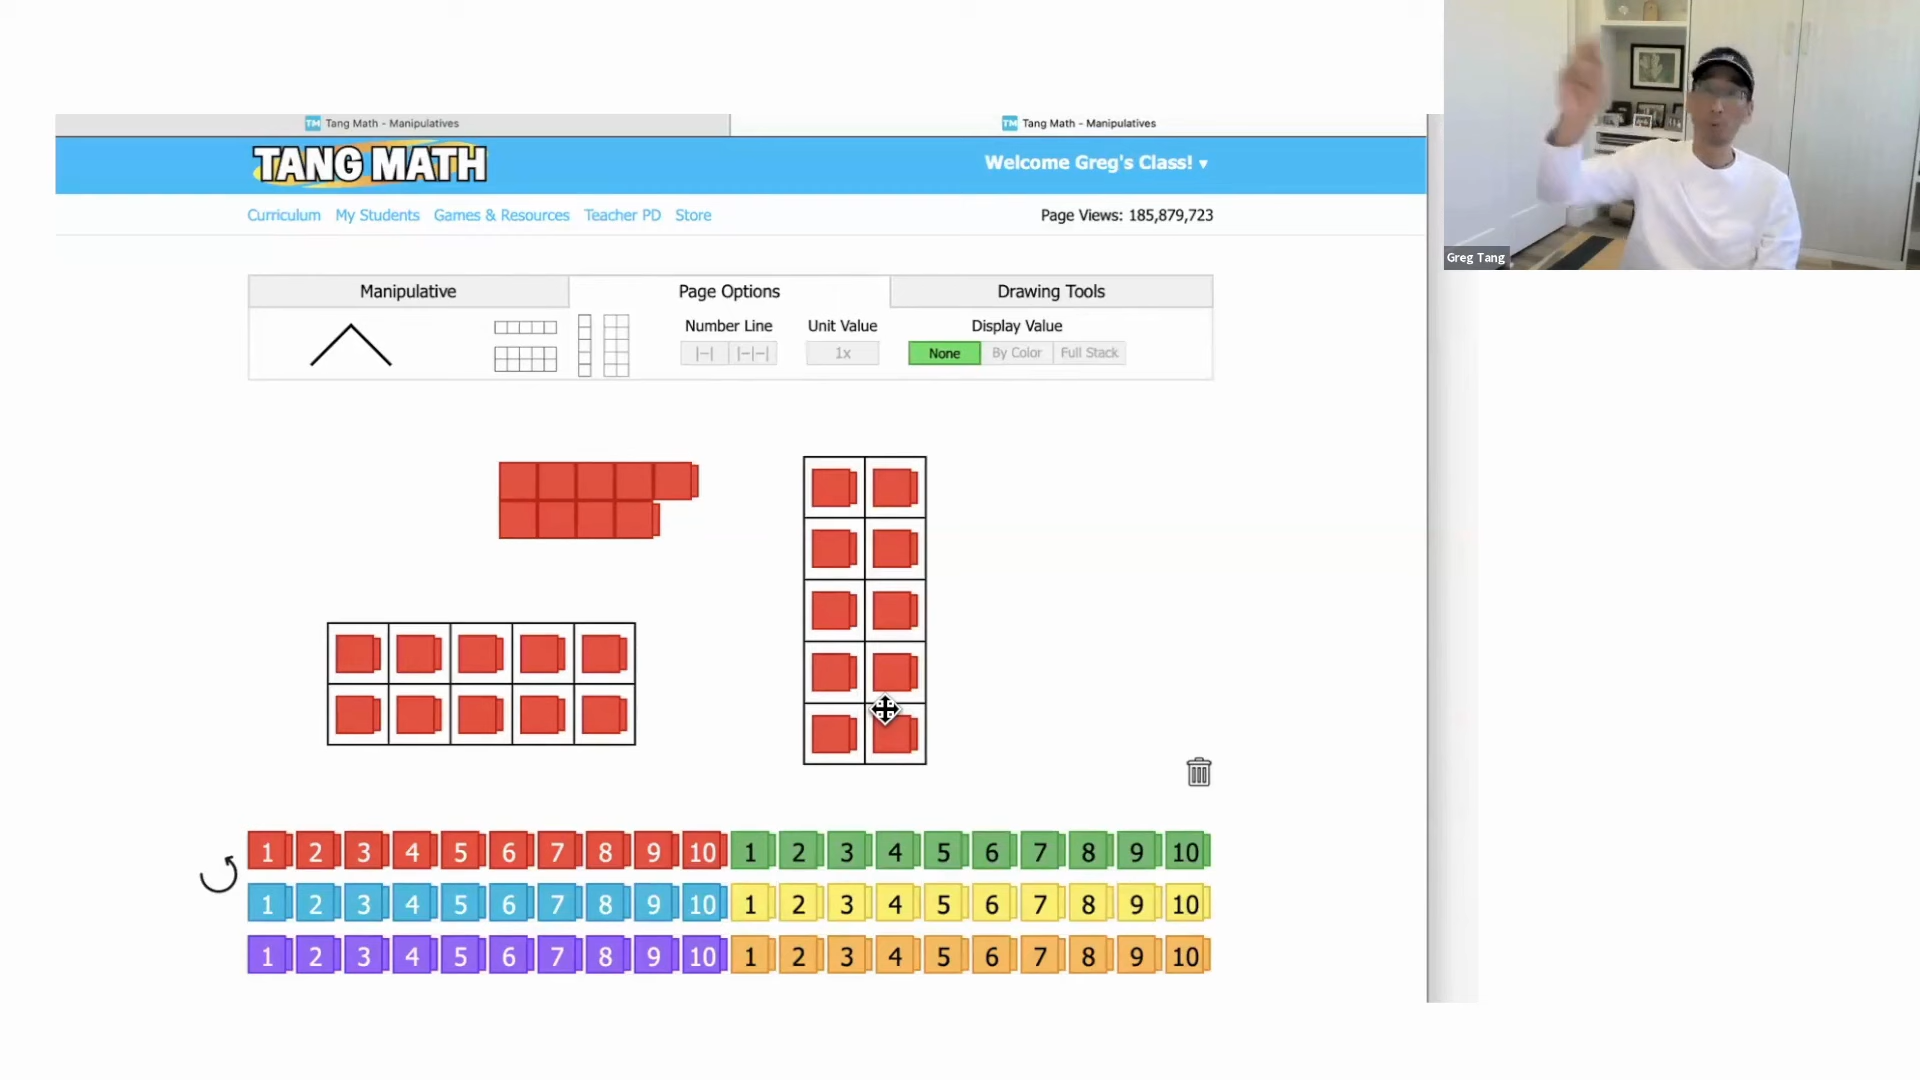 TM Tang Math - Manipulatives
TM Tang Math - Manipulatives
TANG MATH
Welcome Greg's Class! ▾
Curriculum My Students Games & Resources Teacher PD Store
Page Views: 185,879,723
Manipulative
Page Options
Drawing Tools
Number Line
Unit Value
Display Value
1x
None
By Color
Full Stack
Greg Tang
1 2 3 4 5 6 7 8 9 10 1 2 3 4 5 6 7 8 9 10
1 2 3 4 5 6 7 8 9 10 1 2 3 4 5 6 7 8 9 10
1 2 3 4 5 6 7 8 9 10 1 2 3 4 5 6 7 8 9 10